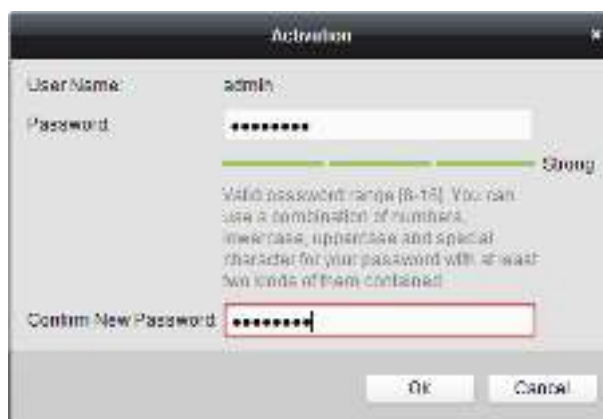 Activation
User Name: admin
Password: ••••••••
Strong
Valid password range [8-16]. You can
use a combination of numbers,
lowercase, uppercase and special
character for your password with at least
two kinds of them contained.
Confirm New Password: ••••••••
OK Cancel